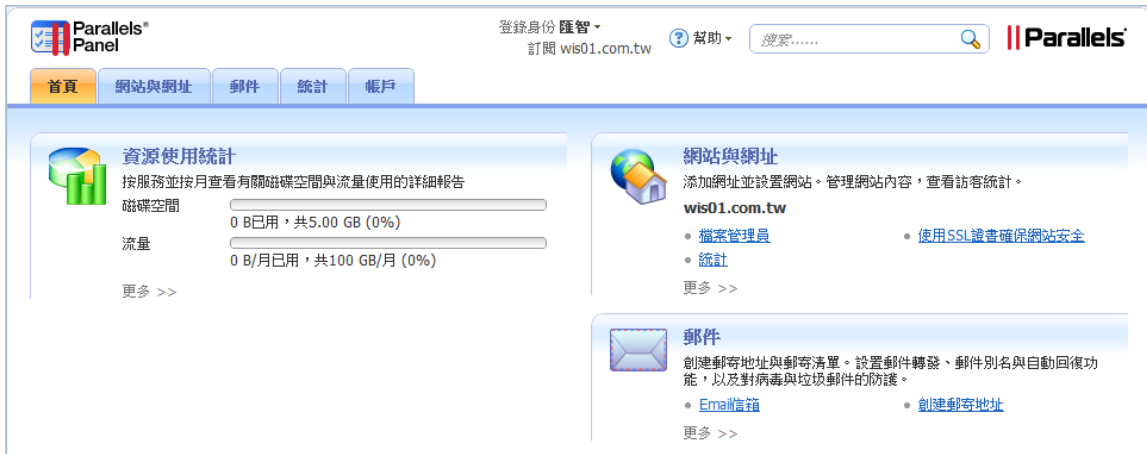 Parallels®
Panel
登錄身份 匯智
訂閱 wis01.com.tw
幫助
搜索......
Parallels®
首頁
網站與網址
郵件
統計
帳戶
資源使用統計
按服務並按月查看有關磁碟空間與流量使用的詳細報告
磁碟空間
0 B已用，共5.00 GB (0%)
流量
0 B/月已用，共100 GB/月 (0%)
更多 >>
網站與網址
添加網址並設置網站。管理網站內容，查看訪客統計。
wis01.com.tw
檔案管理員
使用SSL證書確保網站安全
統計
更多 >>
郵件
創建郵寄地址與郵寄清單。設置郵件轉發、郵件別名與自動回復功
能，以及對病毒與垃圾郵件的防護。
Email信箱
創建郵寄地址
更多 >>